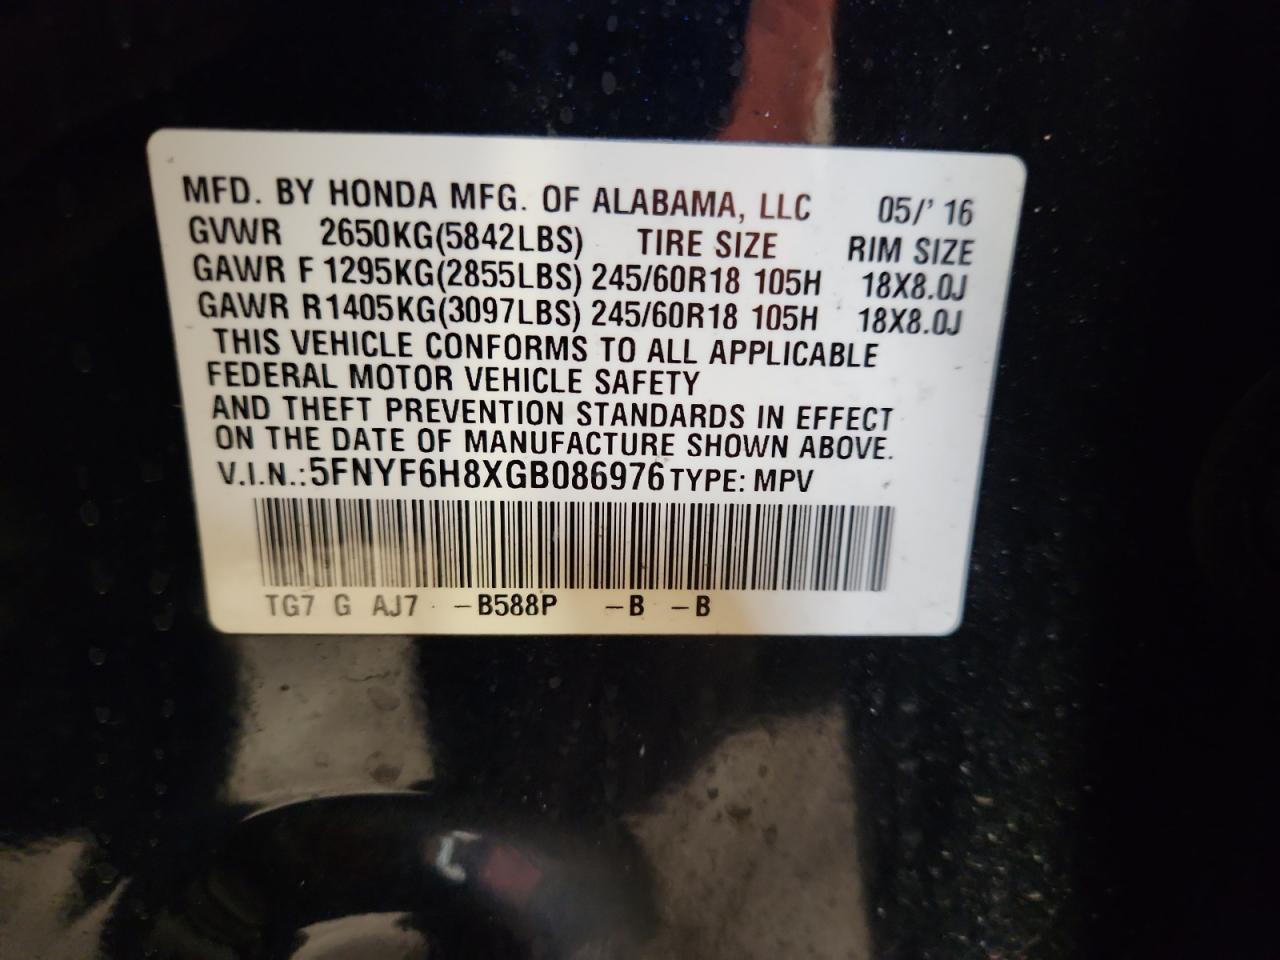 MFD. BY HONDA MFG. OF ALABAMA, LLC 05/' 16
GVWR 2650KG(5842LBS) TIRE SIZE RIM SIZE
GAWR F 1295KG(2855LBS) 245/60R18 105H 18X8.0J
GAWR R1405KG(3097LBS) 245/60R18 105H 18X8.0J
THIS VEHICLE CONFORMS TO ALL APPLICABLE
FEDERAL MOTOR VEHICLE SAFETY
AND THEFT PREVENTION STANDARDS IN EFFECT
ON THE DATE OF MANUFACTURE SHOWN ABOVE.
V.I.N.:5FNYF6H8XGB086976 TYPE: MPV
TG7 G AJ7 -B588P -B -B